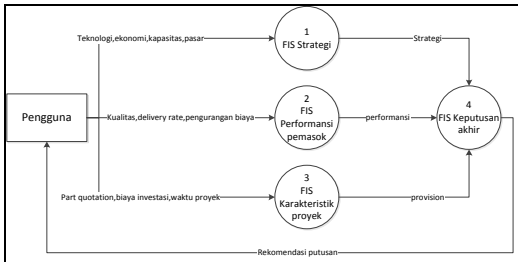 1
FIS Strategi
Teknologi,ekonomi,kapasitas,pasar
Strategi
Pengguna
Kualitas,delivery rate,pengurangan biaya
2
FIS
Performansi
pemasok
performansi
4
FIS Keputusan
akhir
Part quotation,biaya investasi,waktu proyek
3
FIS
Karakteristik
proyek
provision
Rekomendasi putusan